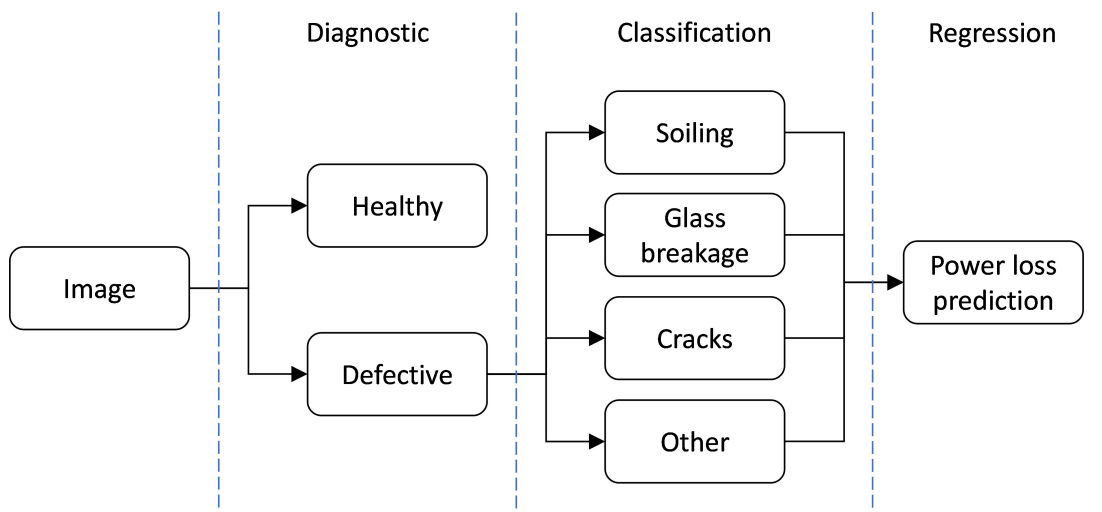 Diagnostic
Classification
Regression
Image
Healthy
Defective
Soiling
Glass
breakage
Cracks
Other
Power loss
prediction